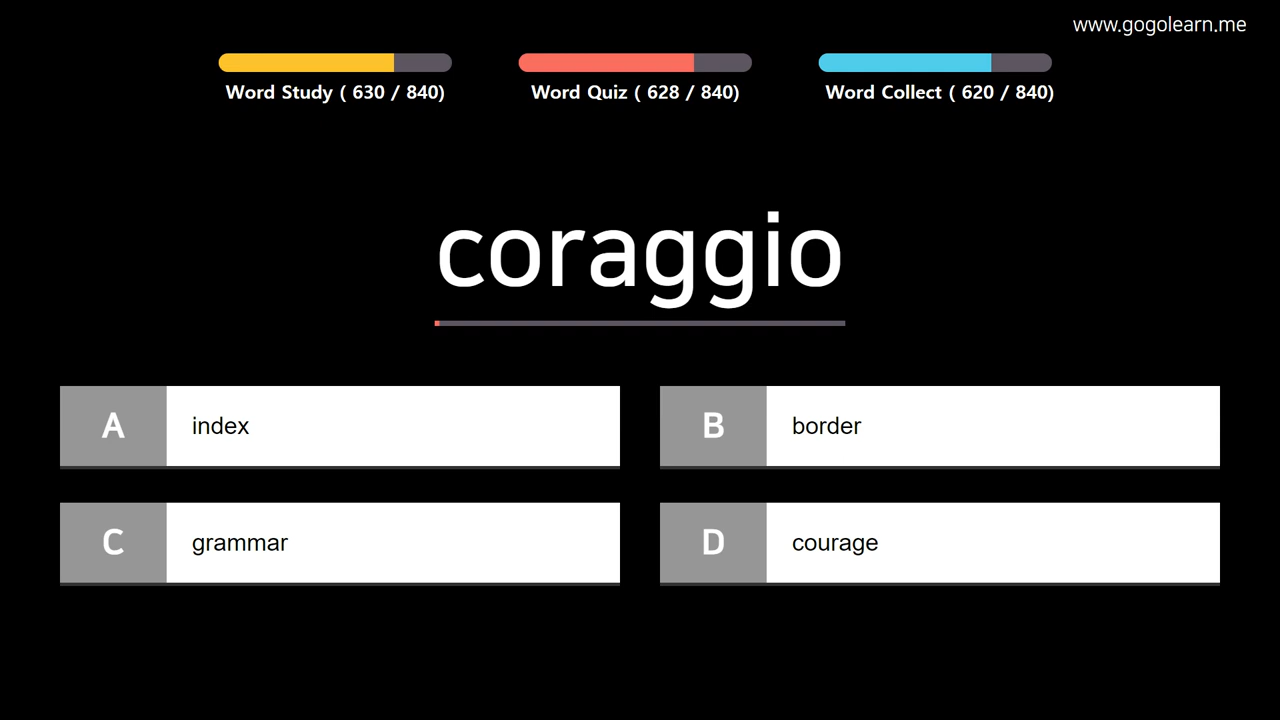 www.gogolearn.me
Word Study ( 630 / 840)
Word Quiz ( 628 / 840)
Word Collect ( 620 / 840)
coraggio
A index
B border
C grammar
D courage